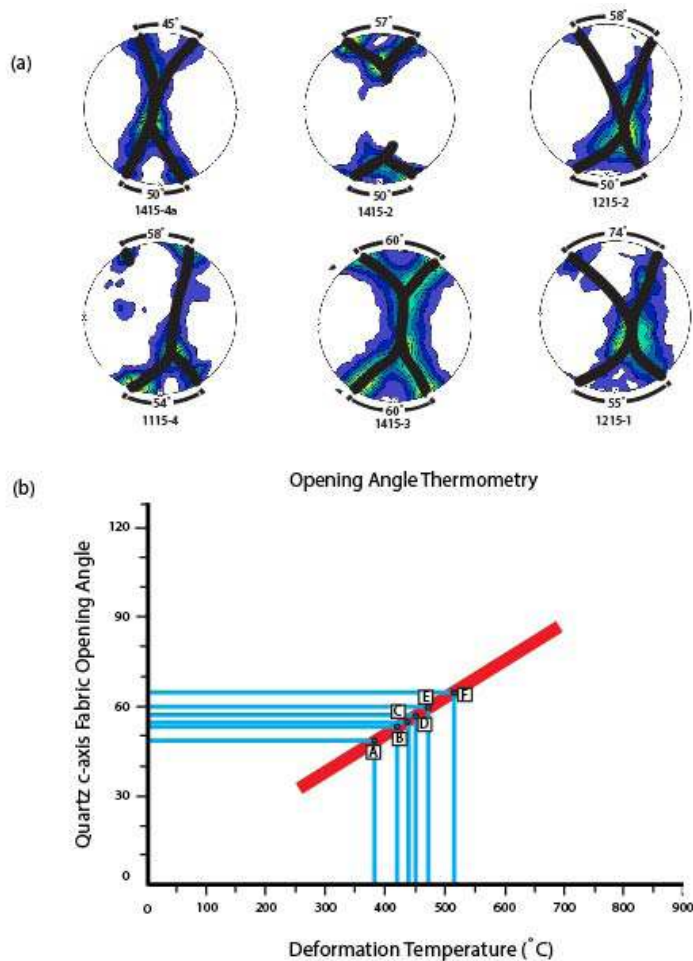 (a)
45° 57° 58°
50° 50° 50°
1415-4a 1415-2 1215-2
58° 60° 74°
54° 60° 55°
1115-4 1415-3 1215-1
(b)
Opening Angle Thermometry
Quartz c-axis Fabric Opening Angle
120
90
60
30
0
A B C D E F
0 100 200 300 400 500 600 700 800 900
Deformation Temperature (°C)